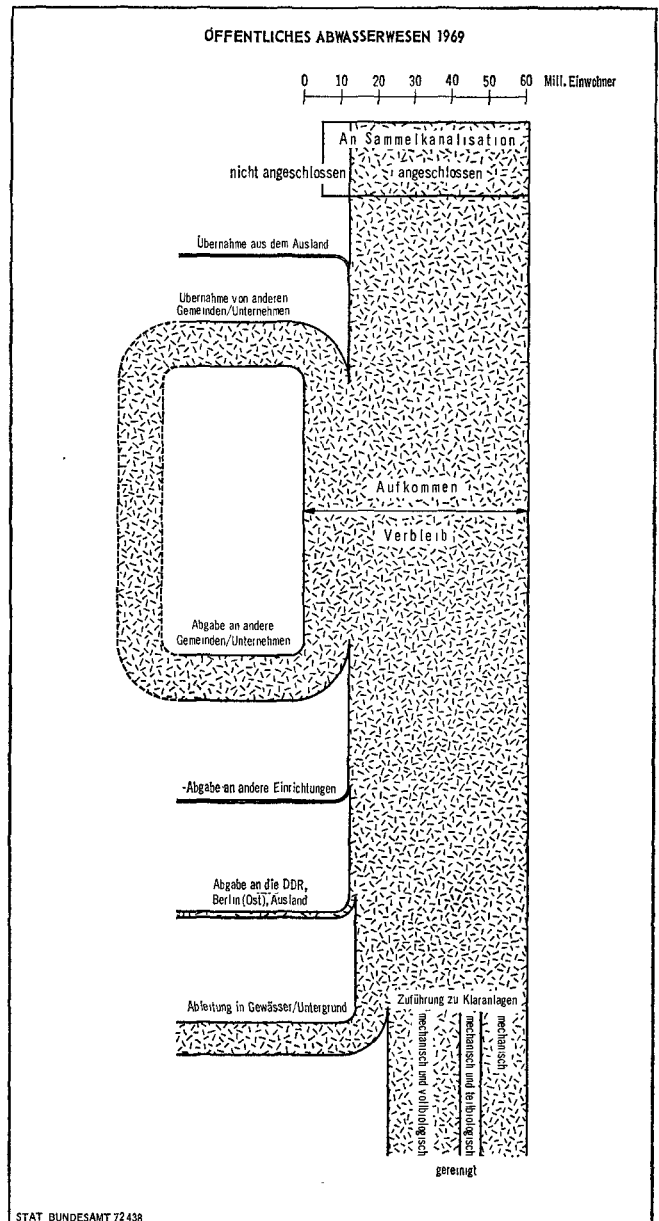 ÖFFENTLICHES ABWASSERWESEN 1969
0 10 20 30 40 50 60 Mill. Einwohner
An Sammelkanalisation
nicht angeschlossen
angeschlossen
Übernahme aus dem Ausland
Übernahme von anderen
Gemeinden/Unternehmen
Aufkommen
Verbleib
Abgabe an andere
Gemeinden/Unternehmen
-Abgabe-an andere Einrichtungen
Abgabe an die DDR,
Berlin (Ost), Ausland
Ableitung in Gewässer/Untergrund
Zuführung zu Klaranlagen
mechanisch und vollbiologisch
mechanisch und teilbiologisch
mechanisch
gereinigt
STAT BUNDESAMT 72 438